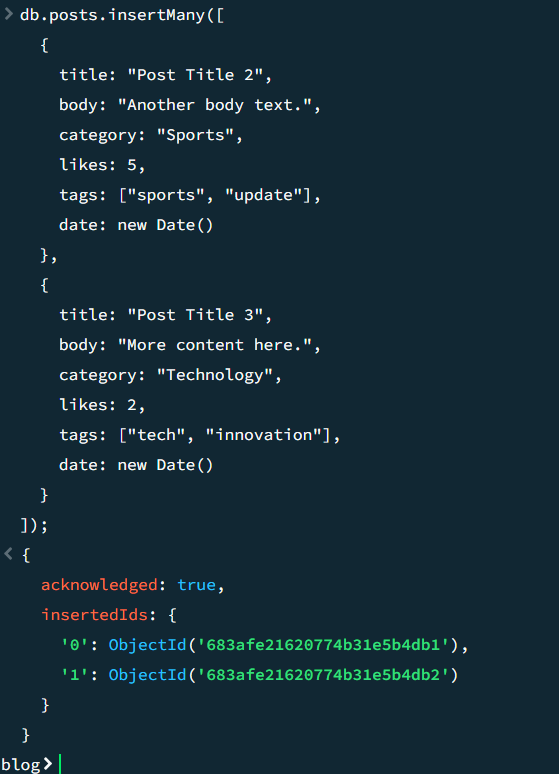 > db.posts.insertMany([
{
title: "Post Title 2",
body: "Another body text.",
category: "Sports",
likes: 5,
tags: ["sports", "update"],
date: new Date()
},
{
title: "Post Title 3",
body: "More content here.",
category: "Technology",
likes: 2,
tags: ["tech", "innovation"],
date: new Date()
}
]);
< {
acknowledged: true,
insertedIds: {
'0': ObjectId('683afe21620774b31e5b4db1'),
'1': ObjectId('683afe21620774b31e5b4db2')
}
}
blog>